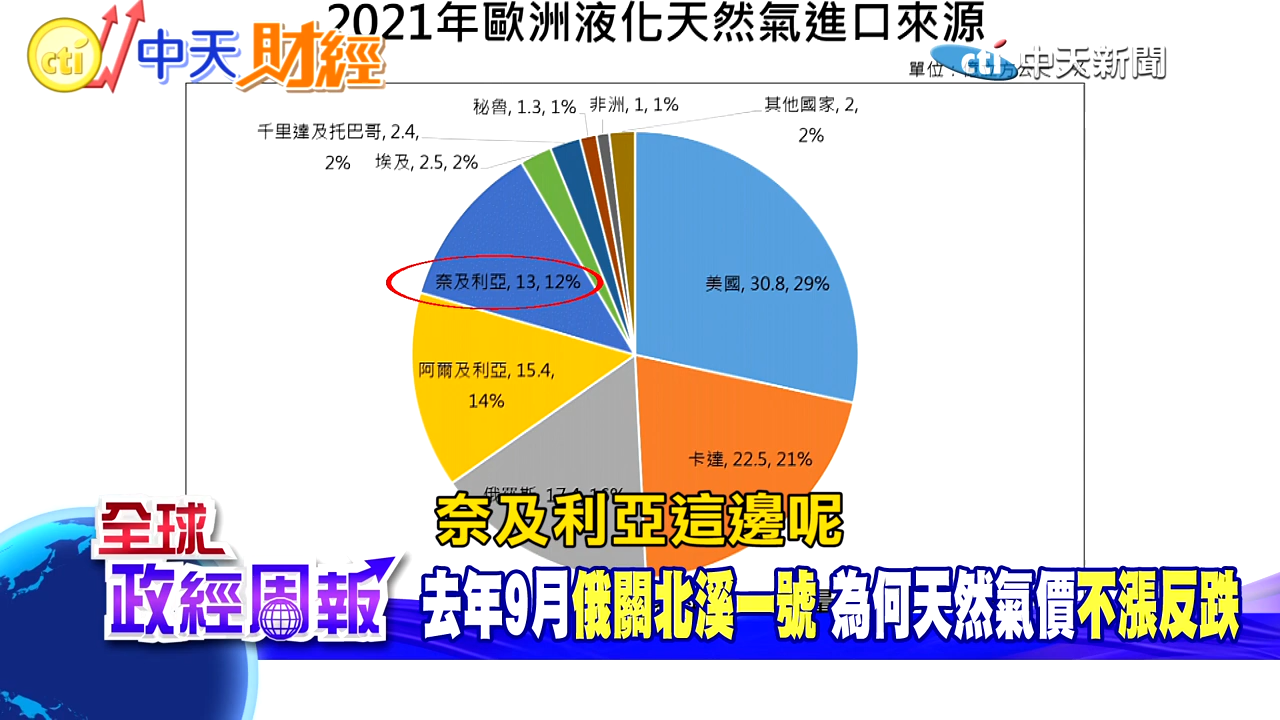 2021年歐洲液化天然氣進口來源
cti 中天財經
cti 中天新聞
單位：
秘魯, 1.3, 1%
非洲, 1, 1%
其他國家, 2,
2%
千里達及托巴哥, 2.4,
2%
埃及, 2.5, 2%
奈及利亞, 13, 12%
美國, 30.8, 29%
阿爾及利亞, 15.4,
14%
卡達, 22.5, 21%
俄羅斯
奈及利亞這邊呢
全球
政經周報
去年9月俄關北溪一號 為何天然氣價不漲反跌